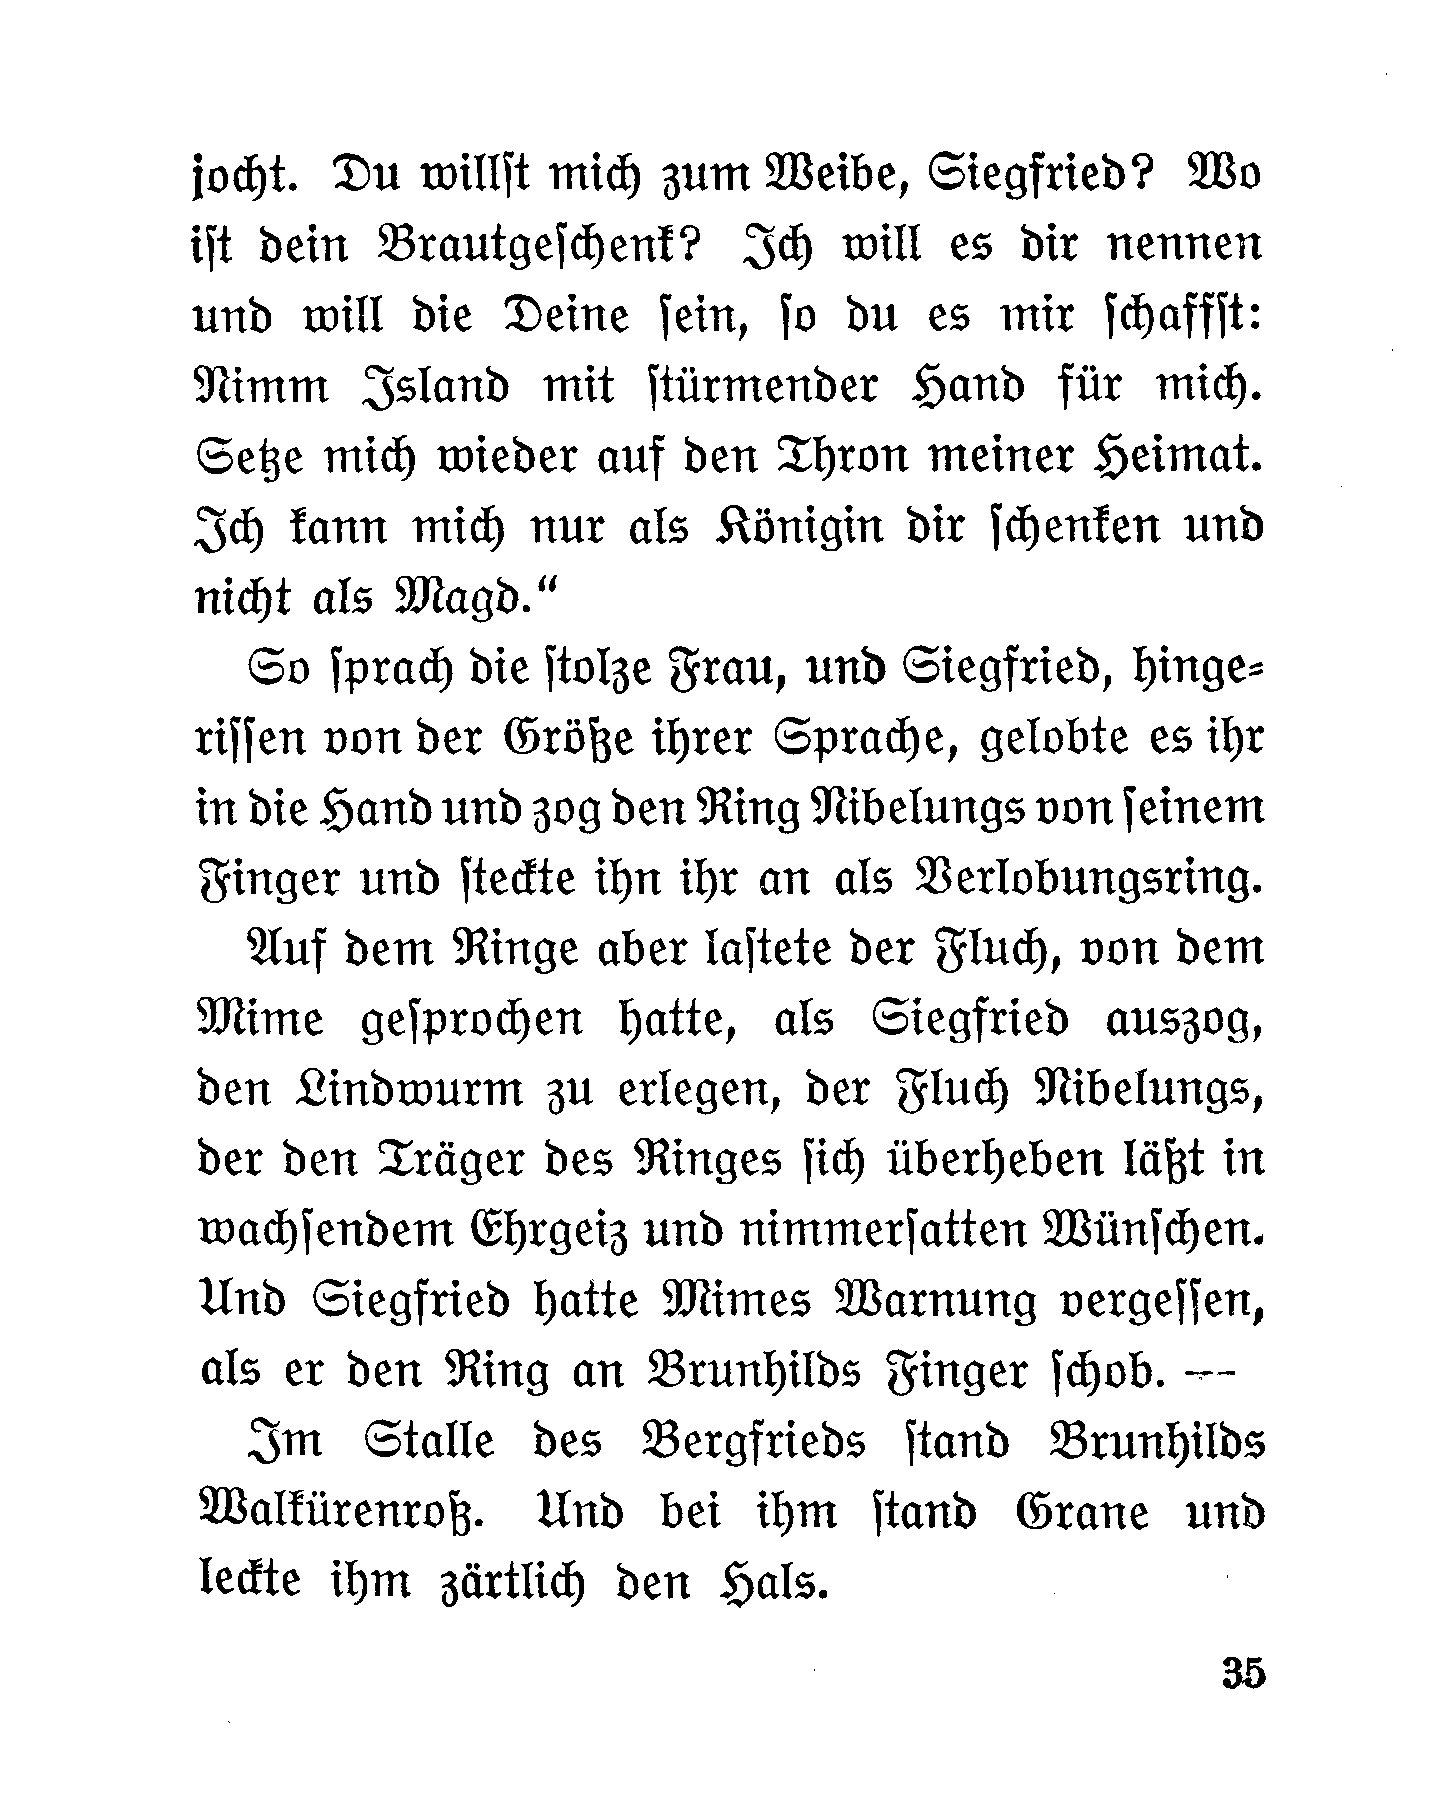 jocht. Du willſt mich zum Weibe, Siegfried? Wo
iſt dein Brautgeſchenk? Ich will es dir nennen
und will die Deine ſein, ſo du es mir ſchaffſt:
Nimm Island mit ſtürmender Hand für mich.
Setze mich wieder auf den Thron meiner Heimat.
Ich kann mich nur als Königin dir ſchenken und
nicht als Magd.“
So ſprach die ſtolze Frau, und Siegfried, hinge⸗
riſſen von der Größe ihrer Sprache, gelobte es ihr
in die Hand und zog den Ring Nibelungs von ſeinem
Finger und ſteckte ihn ihr an als Verlobungsring.
Auf dem Ringe aber laſtete der Fluch, von dem
Mime geſprochen hatte, als Siegfried auszog,
den Lindwurm zu erlegen, der Fluch Nibelungs,
der den Träger des Ringes ſich überheben läßt in
wachſendem Ehrgeiz und nimmerſatten Wünſchen.
Und Siegfried hatte Mimes Warnung vergeſſen,
als er den Ring an Brunhilds Finger ſchob. —
Im Stalle des Bergfrieds ſtand Brunhilds
Walkürenroß. Und bei ihm ſtand Grane und
leckte ihm zärtlich den Hals.
35